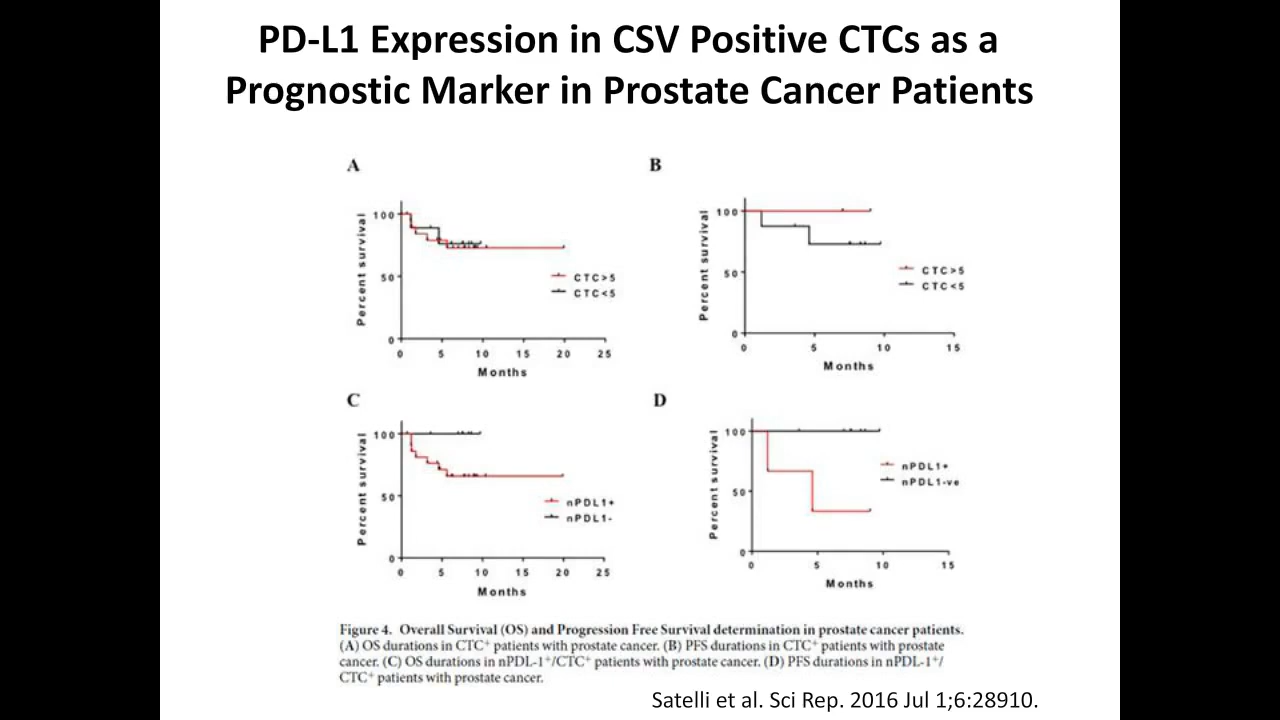 PD-L1 Expression in CSV Positive CTCs as a
Prognostic Marker in Prostate Cancer Patients
A
Percent survival
100
50
0
CTC>5
CTC<5
0 5 10 15 20 25
Months
B
Percent survival
100
50
0
CTC>5
CTC<5
0 5 10 15
Months
C
Percent survival
100
50
0
nPDL1+
nPDL1-
0 5 10 15 20 25
Months
D
Percent survival
100
50
0
nPDL1+
nPDL1-ve
0 5 10 15
Months
Figure 4. Overall Survival (OS) and Progression Free Survival determination in prostate cancer patients.
(A) OS durations in CTC⁺ patients with prostate cancer. (B) PFS durations in CTC⁺ patients with prostate
cancer. (C) OS durations in nPDL-1⁺/CTC⁺ patients with prostate cancer. (D) PFS durations in nPDL-1⁺/
CTC⁺ patients with prostate cancer.
Satelli et al. Sci Rep. 2016 Jul 1;6:28910.